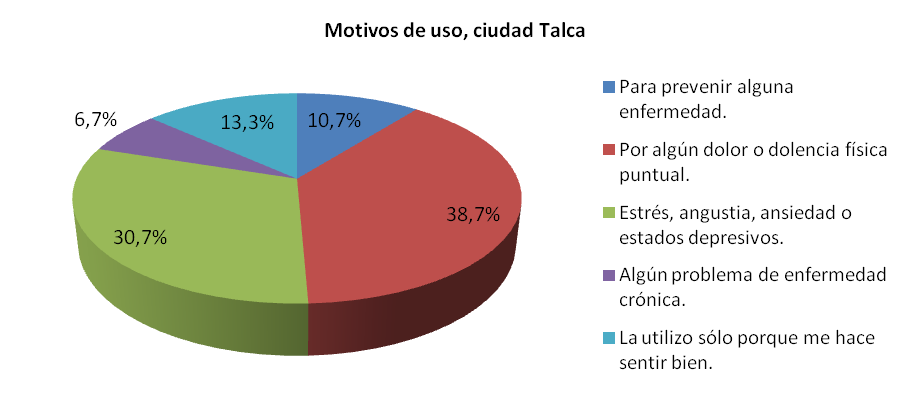 Motivos de uso, ciudad Talca
6,7%
13,3%
10,7%
38,7%
30,7%
Para prevenir alguna
enfermedad.
Por algún dolor o dolencia física
puntual.
Estrés, angustia, ansiedad o
estados depresivos.
Algún problema de enfermedad
crónica.
La utilizo sólo porque me hace
sentir bien.